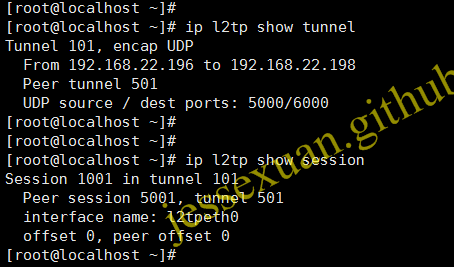 [root@localhost ~]#
[root@localhost ~]# ip l2tp show tunnel
Tunnel 101, encap UDP
  From 192.168.22.196 to 192.168.22.198
  Peer tunnel 501
  UDP source / dest ports: 5000/6000
[root@localhost ~]#
[root@localhost ~]#
[root@localhost ~]# ip l2tp show session
Session 1001 in tunnel 101
  Peer session 5001, tunnel 501
  interface name: l2tpeth0
  offset 0, peer offset 0
[root@localhost ~]#
jessexuan.github